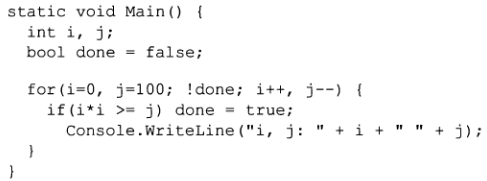 static void Main() {
  int i, j;
  bool done = false;

  for(i=0, j=100; !done; i++, j--) {
    if(i*i >= j) done = true;
      Console.WriteLine("i, j: " + i + " " + j);
  }
}